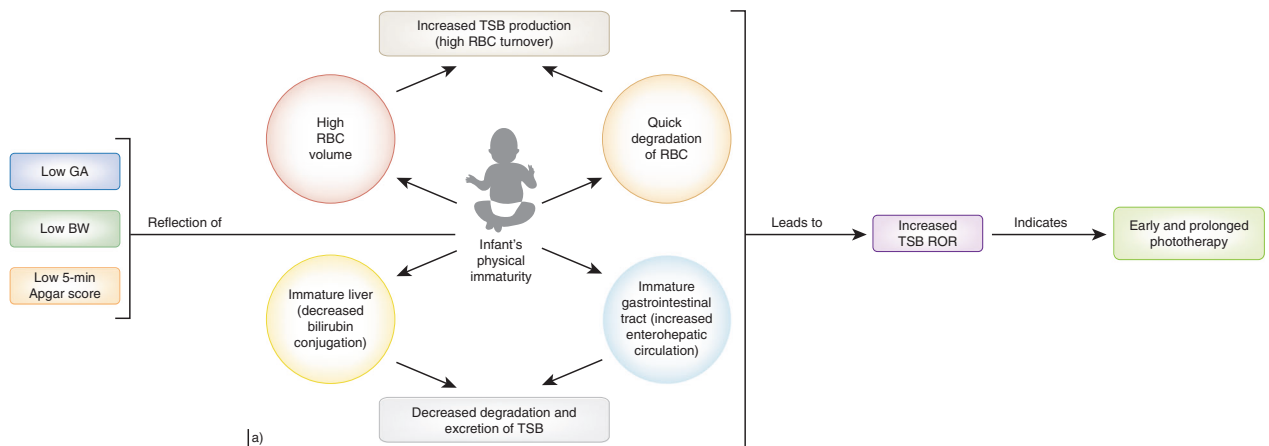 Increased TSB production
(high RBC turnover)
High
RBC
volume
Quick
degradation
of RBC
Low GA
Low BW
Low 5-min
Apgar score
Reflection of
Infant's
physical
immaturity
Immature liver
(decreased
bilirubin
conjugation)
Immature
gastrointestinal
tract (increased
enterohepatic
circulation)
Decreased degradation and
excretion of TSB
Leads to
Increased
TSB ROR
Indicates
Early and prolonged
phototherapy
a)